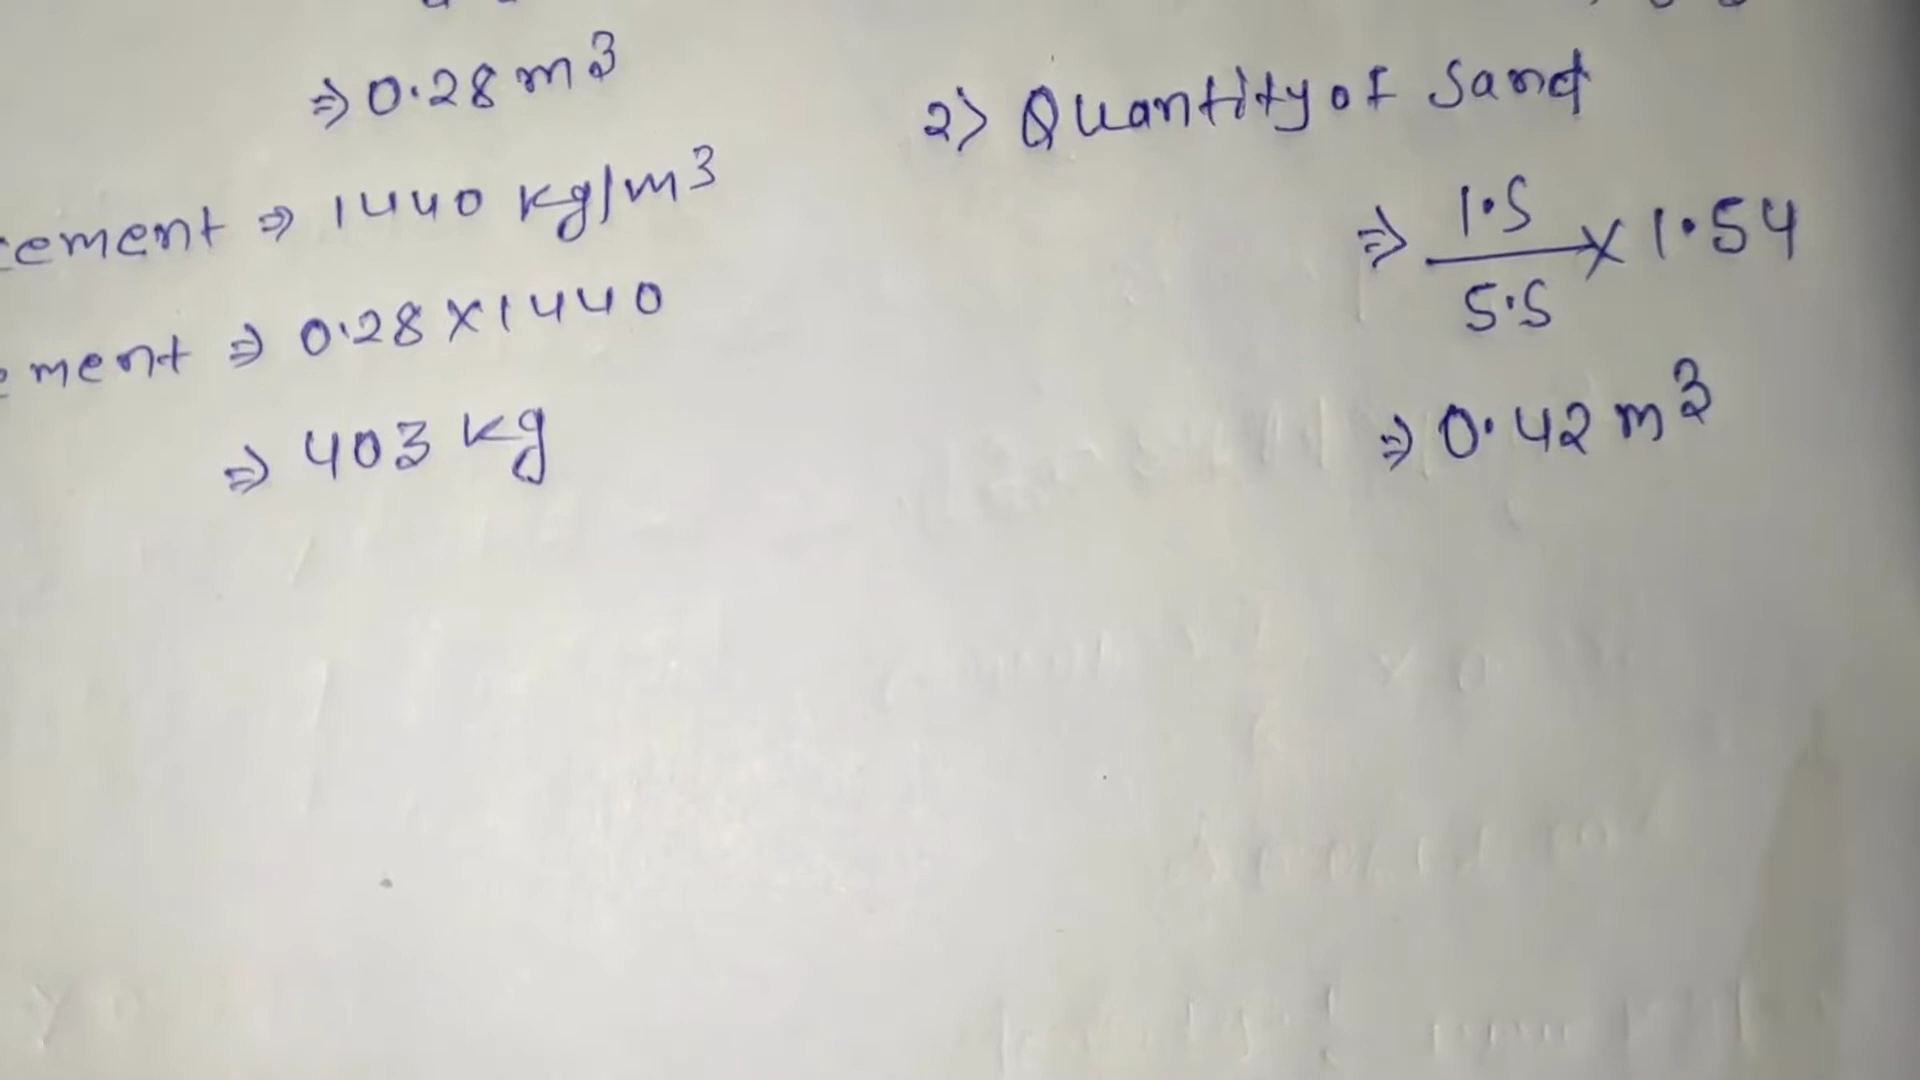 ⇒ 0.28 m3
cement ⇒ 1440 kg/m3
ement ⇒ 0.28 × 1440
⇒ 403 kg
2> Quantity of Sand
⇒ 1.5/5.5 × 1.54
⇒ 0.42 m3